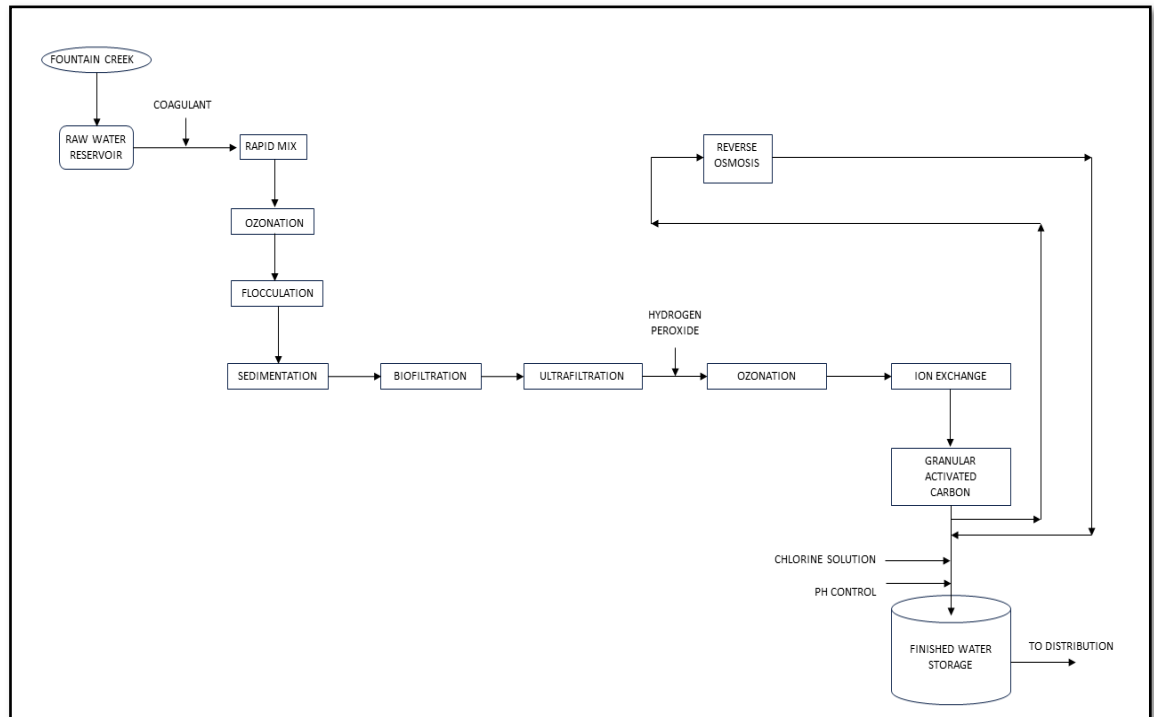 FOUNTAIN CREEK
COAGULANT
RAW WATER
RESERVOIR
RAPID MIX
REVERSE
OSMOSIS
OZONATION
FLOCCULATION
HYDROGEN
PEROXIDE
SEDIMENTATION
BIOFILTRATION
ULTRAFILTRATION
OZONATION
ION EXCHANGE
GRANULAR
ACTIVATED
CARBON
CHLORINE SOLUTION
PH CONTROL
FINISHED WATER
STORAGE
TO DISTRIBUTION